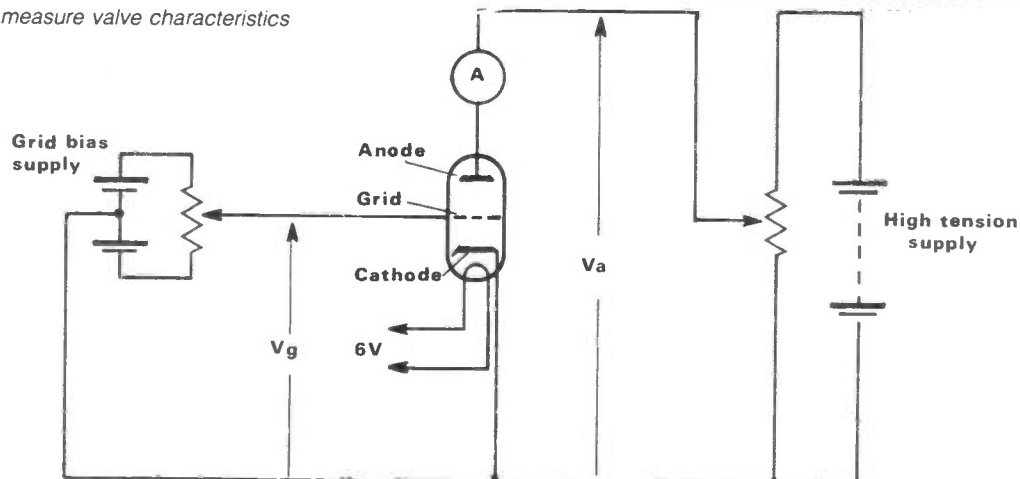 measure valve characteristics
A
Grid bias
supply
Anode
Grid
High tension
supply
Cathode
Va
Vg
6V